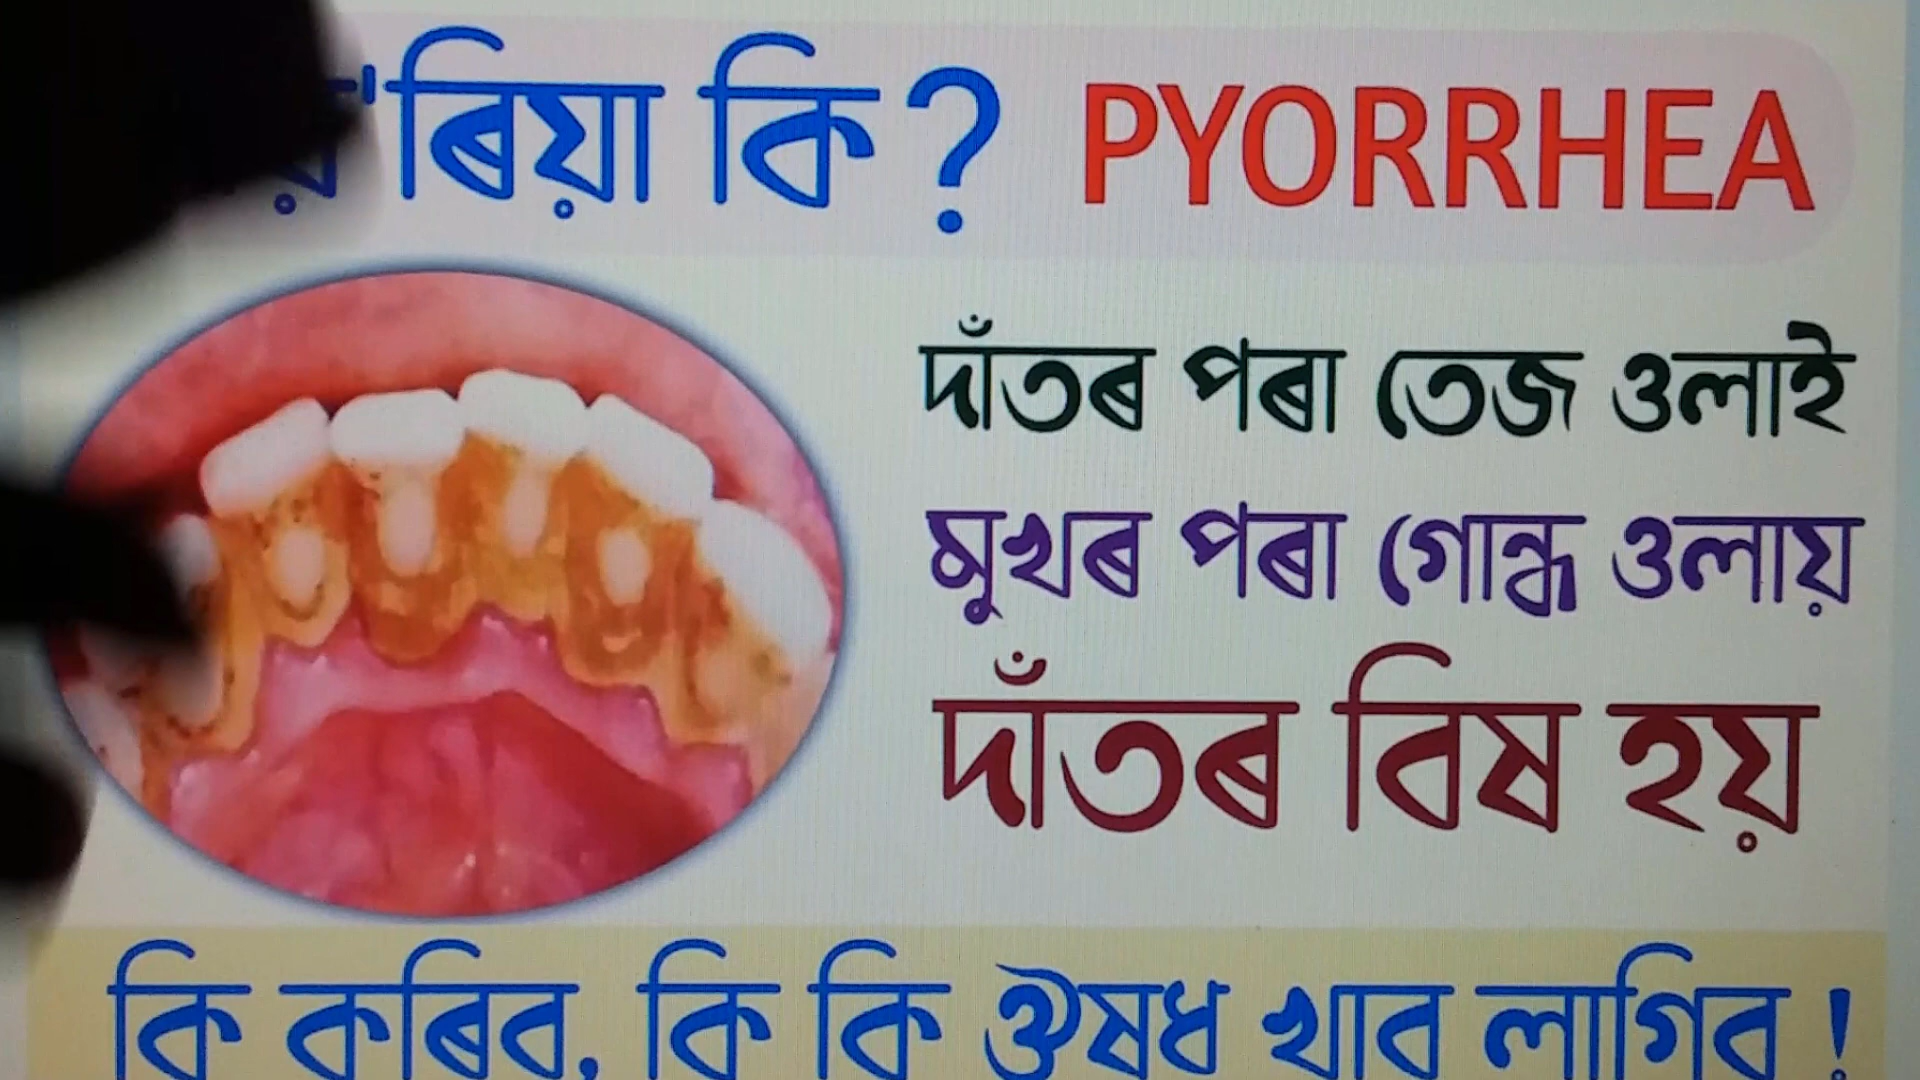 কি ? PYORRHEA
দাঁতৰ পৰা তেজ ওলাই
মুখৰ পৰা গোন্ধ ওলায়
দাঁতৰ বিষ হয়
কি কৰিব, কি কি ঔষধ খাব লাগিব !